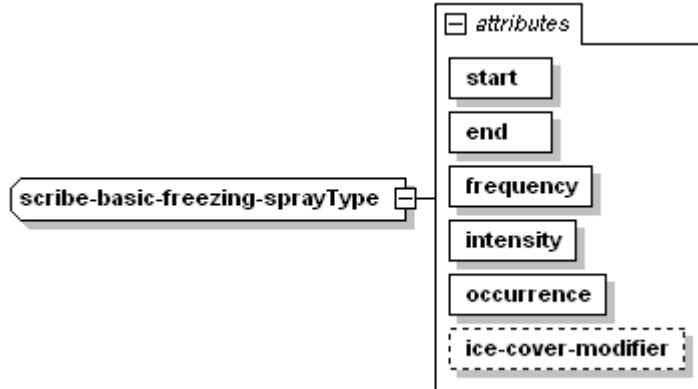 attributes
start
end
scribe-basic-freezing-sprayType
frequency
intensity
occurrence
ice-cover-modifier